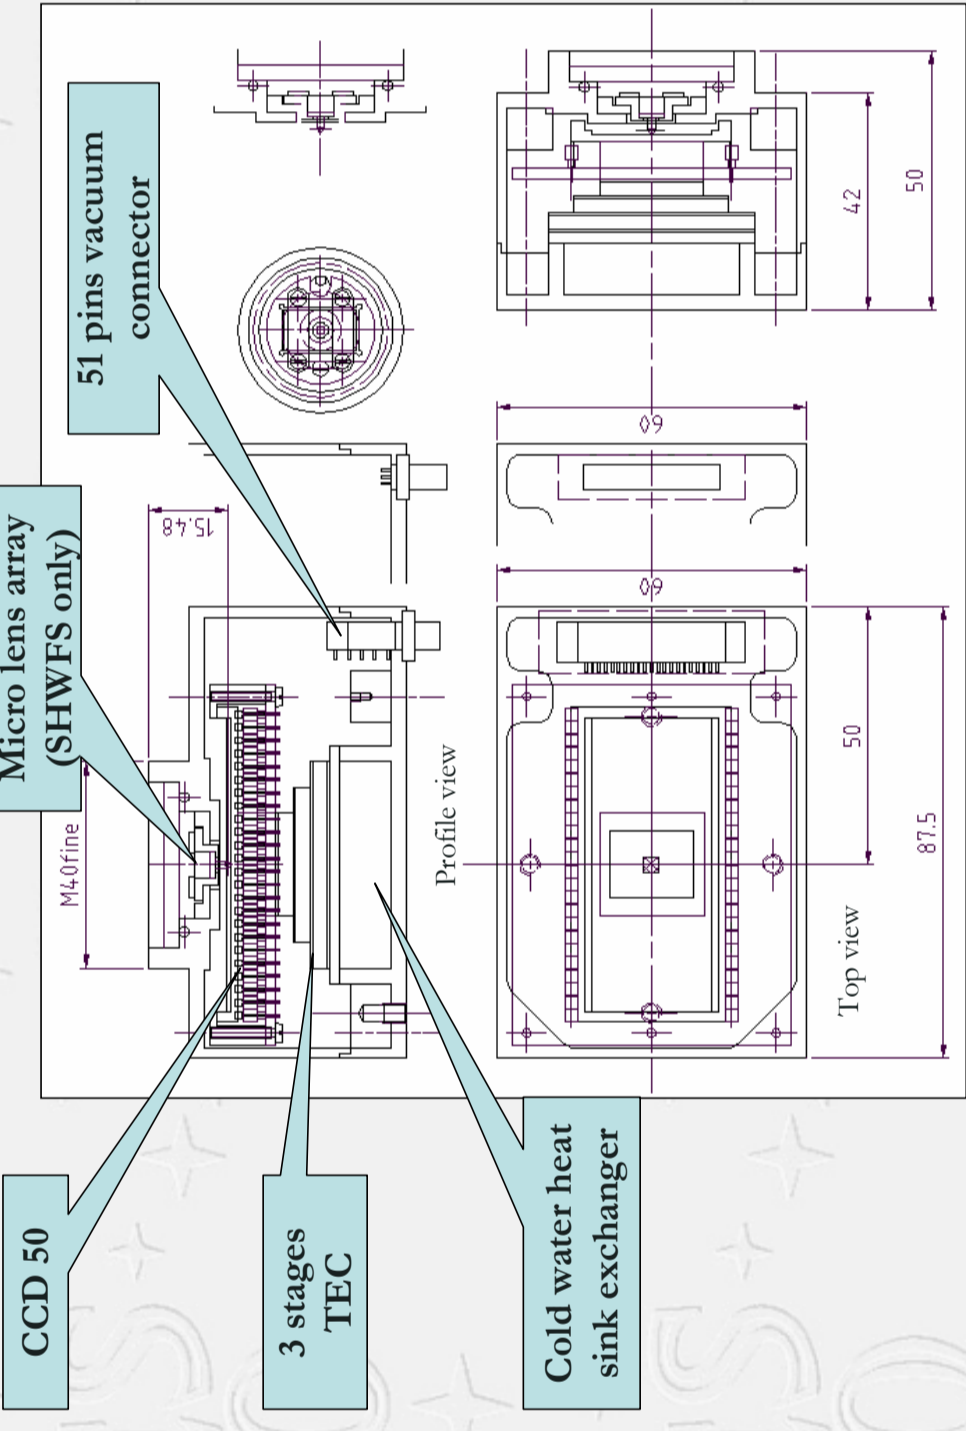 CCD 50
3 stages
TEC
Cold water heat
sink exchanger
Micro lens array
(SHWFS only)
51 pins vacuum
connector
M40fine
15.48
Profile view
Top view
60
60
50
87.5
42
50